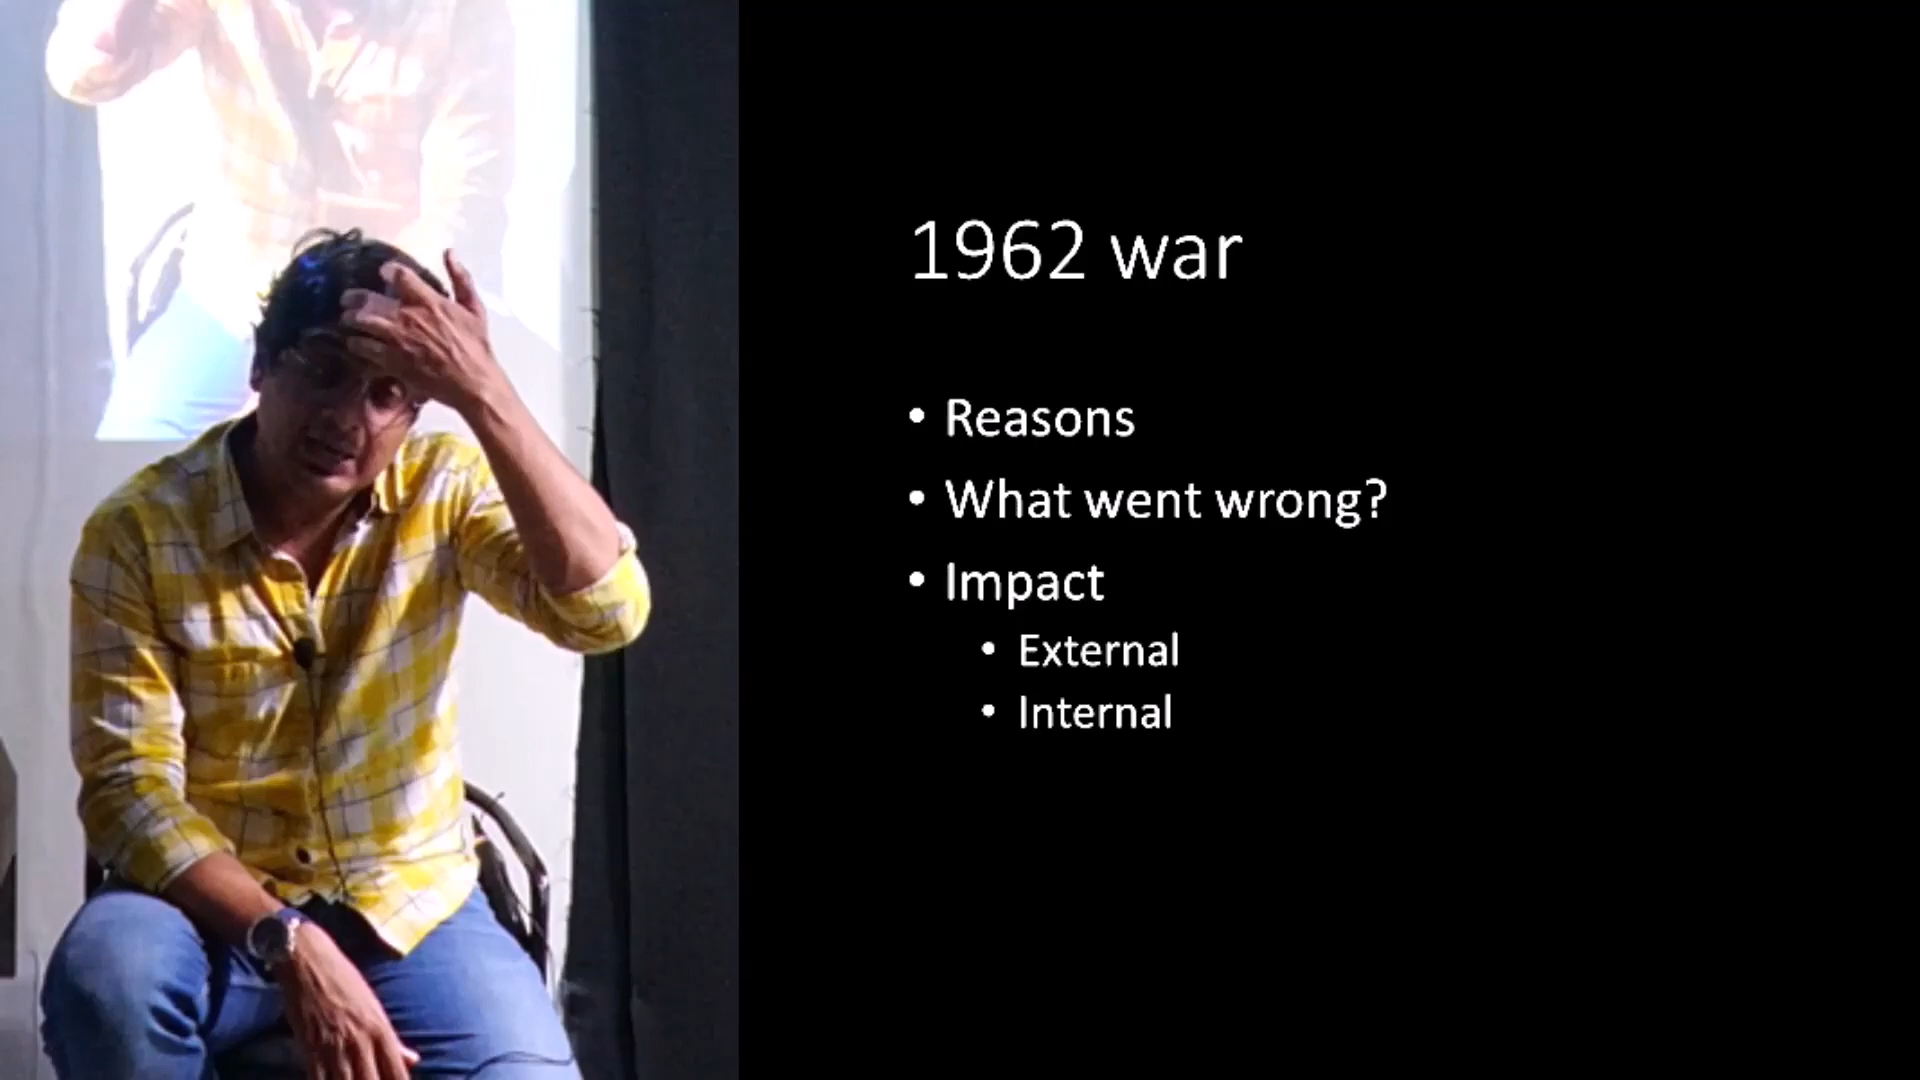 1962 war
• Reasons
• What went wrong?
• Impact
• External
• Internal